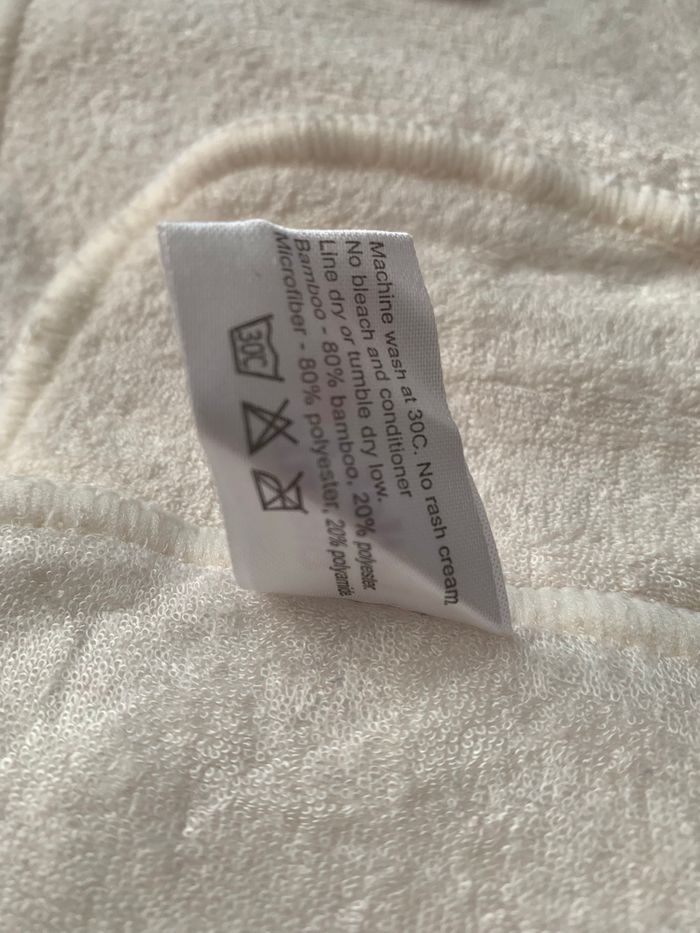 Machine wash at 30C. No rash cream
No bleach and conditioner
Line dry or tumble dry low.
Bamboo - 80% bamboo, 20% polyester
Microfiber - 80% polyester, 20% polyamide
30C